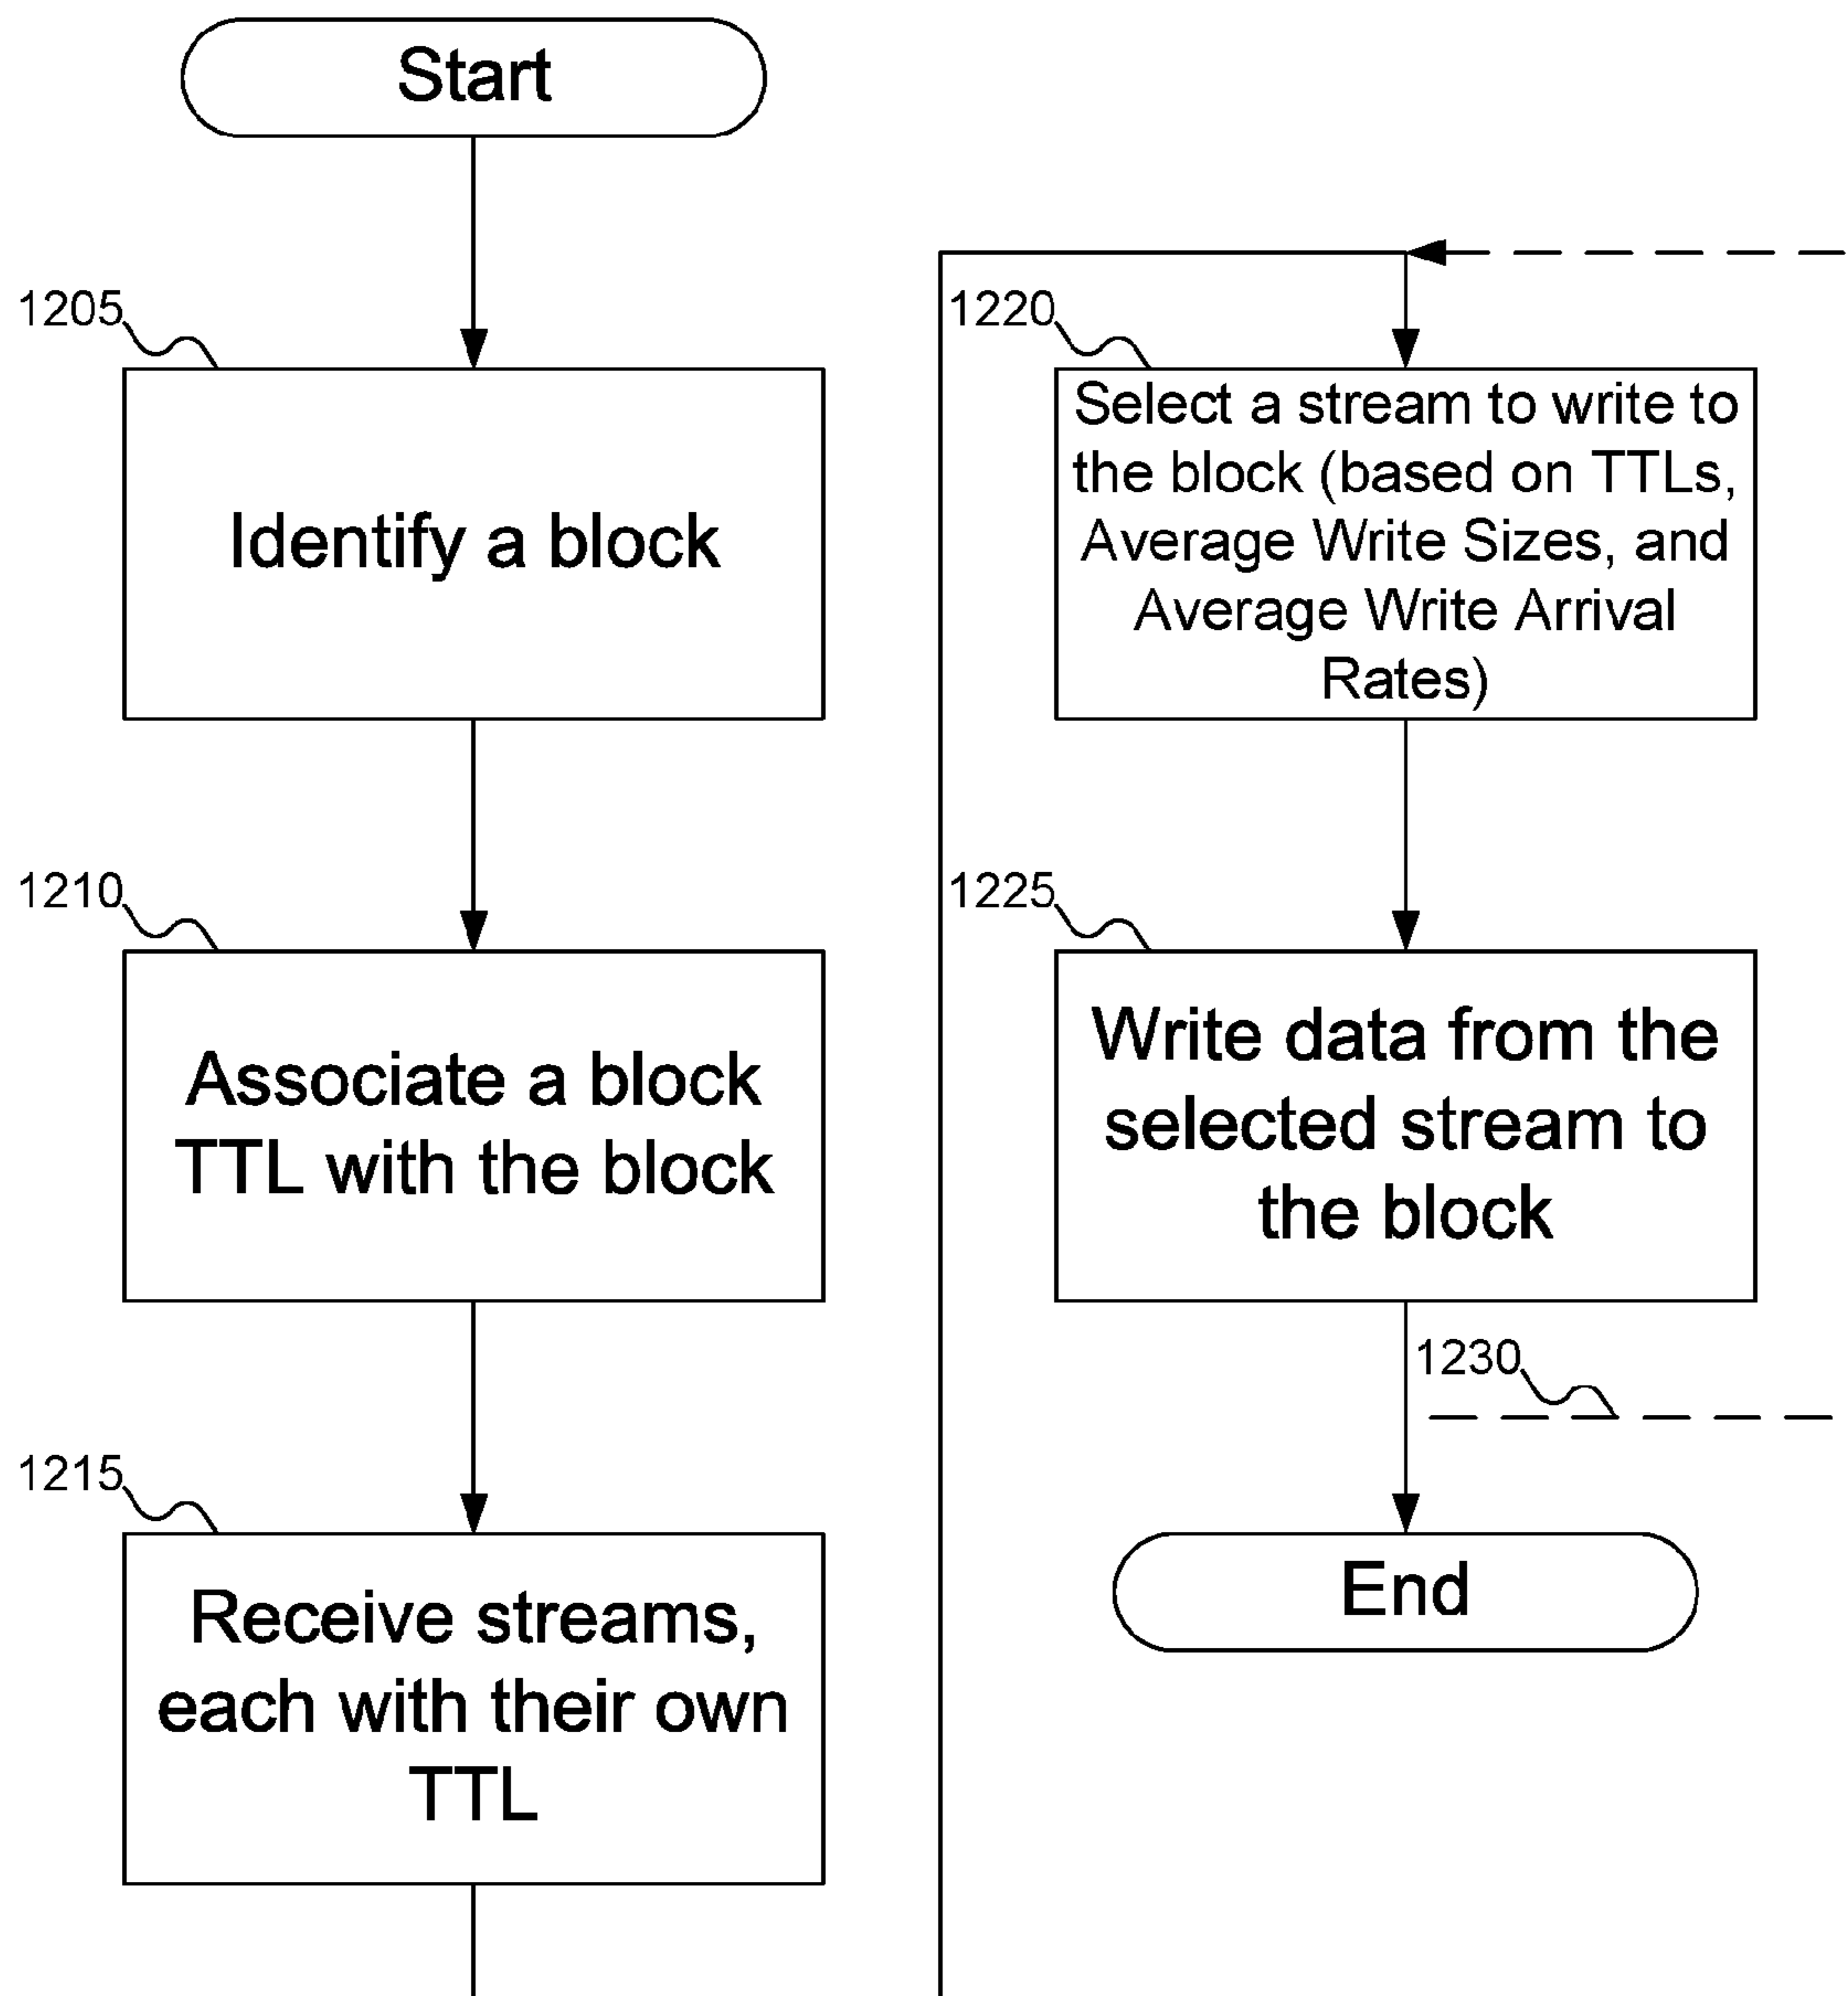 Start
1205
Identify a block
1210
Associate a block
TTL with the block
1215
Receive streams,
each with their own
TTL
1220
Select a stream to write to
the block (based on TTLs,
Average Write Sizes, and
Average Write Arrival
Rates)
1225
Write data from the
selected stream to
the block
1230
End